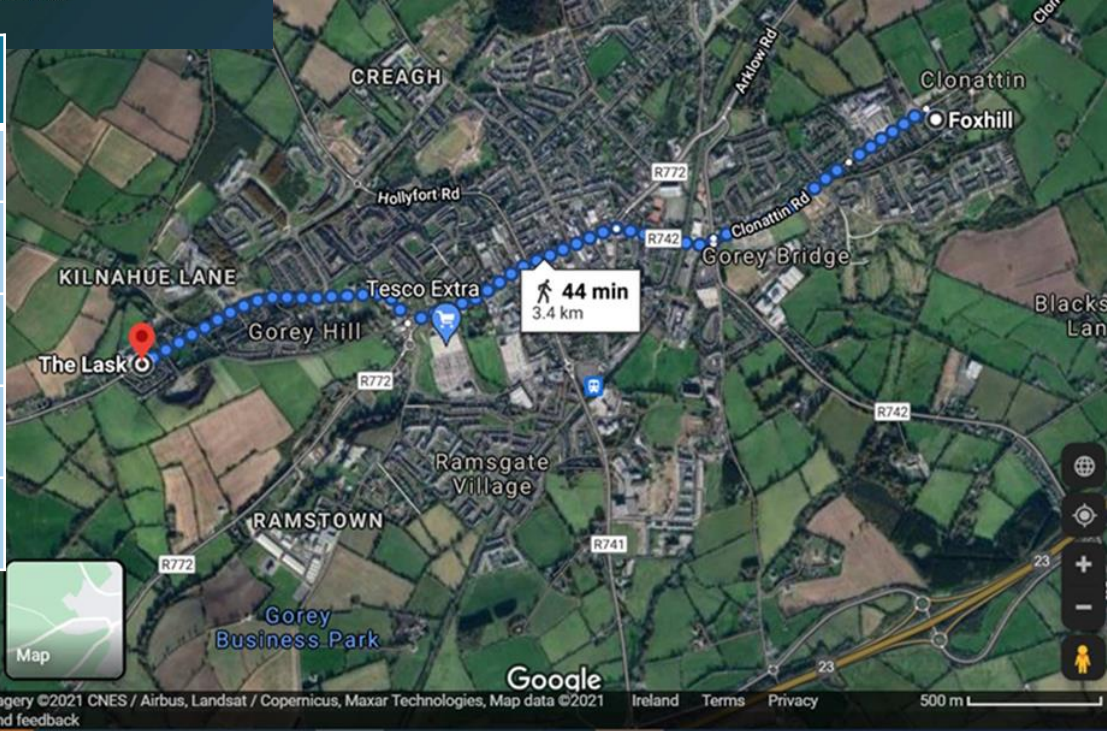 Clon
Arklow Rd
CREAGH
Clonattin
Foxhill
R772
Hollyfort Rd
Clonattin Rd
R742
Gorey Bridge
KILNAHUE LANE
Tesco Extra
44 min
3.4 km
Blacks
Lan
Gorey Hill
The Lask
R772
R742
Ramsgate
Village
RAMSTOWN
R741
23
R772
Gorey
Business Park
Map
23
Google
agery ©2021 CNES / Airbus, Landsat / Copernicus, Maxar Technologies, Map data ©2021 Ireland Terms Privacy 500 m
nd feedback